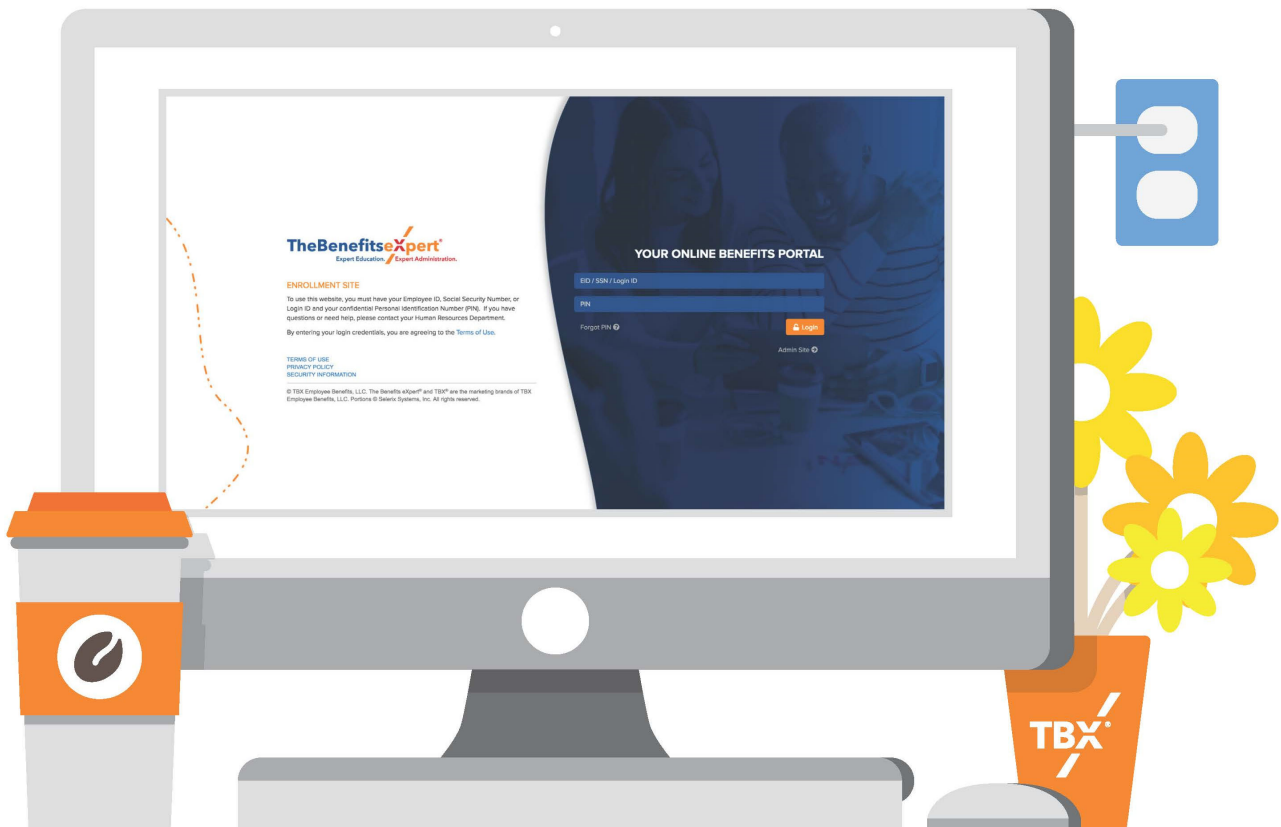 TheBenefitseXpert®
Expert Education. Expert Administration.
ENROLLMENT SITE
To use this website, you must have your Employee ID, Social Security Number, or
Login ID and your confidential Personal Identification Number (PIN). If you have
questions or need help, please contact your Human Resources Department.
By entering your login credentials, you are agreeing to the Terms of Use.
TERMS OF USE
PRIVACY POLICY
SECURITY INFORMATION
© TBX Employee Benefits, LLC, The Benefits eXpert® and TBX® are the marketing brands of TBX
Employee Benefits, LLC. Portions © Selerix Systems, Inc. All rights reserved.
YOUR ONLINE BENEFITS PORTAL
EID / SSN / Login ID
PIN
Forgot PIN
Login
Admin Site
TBX®